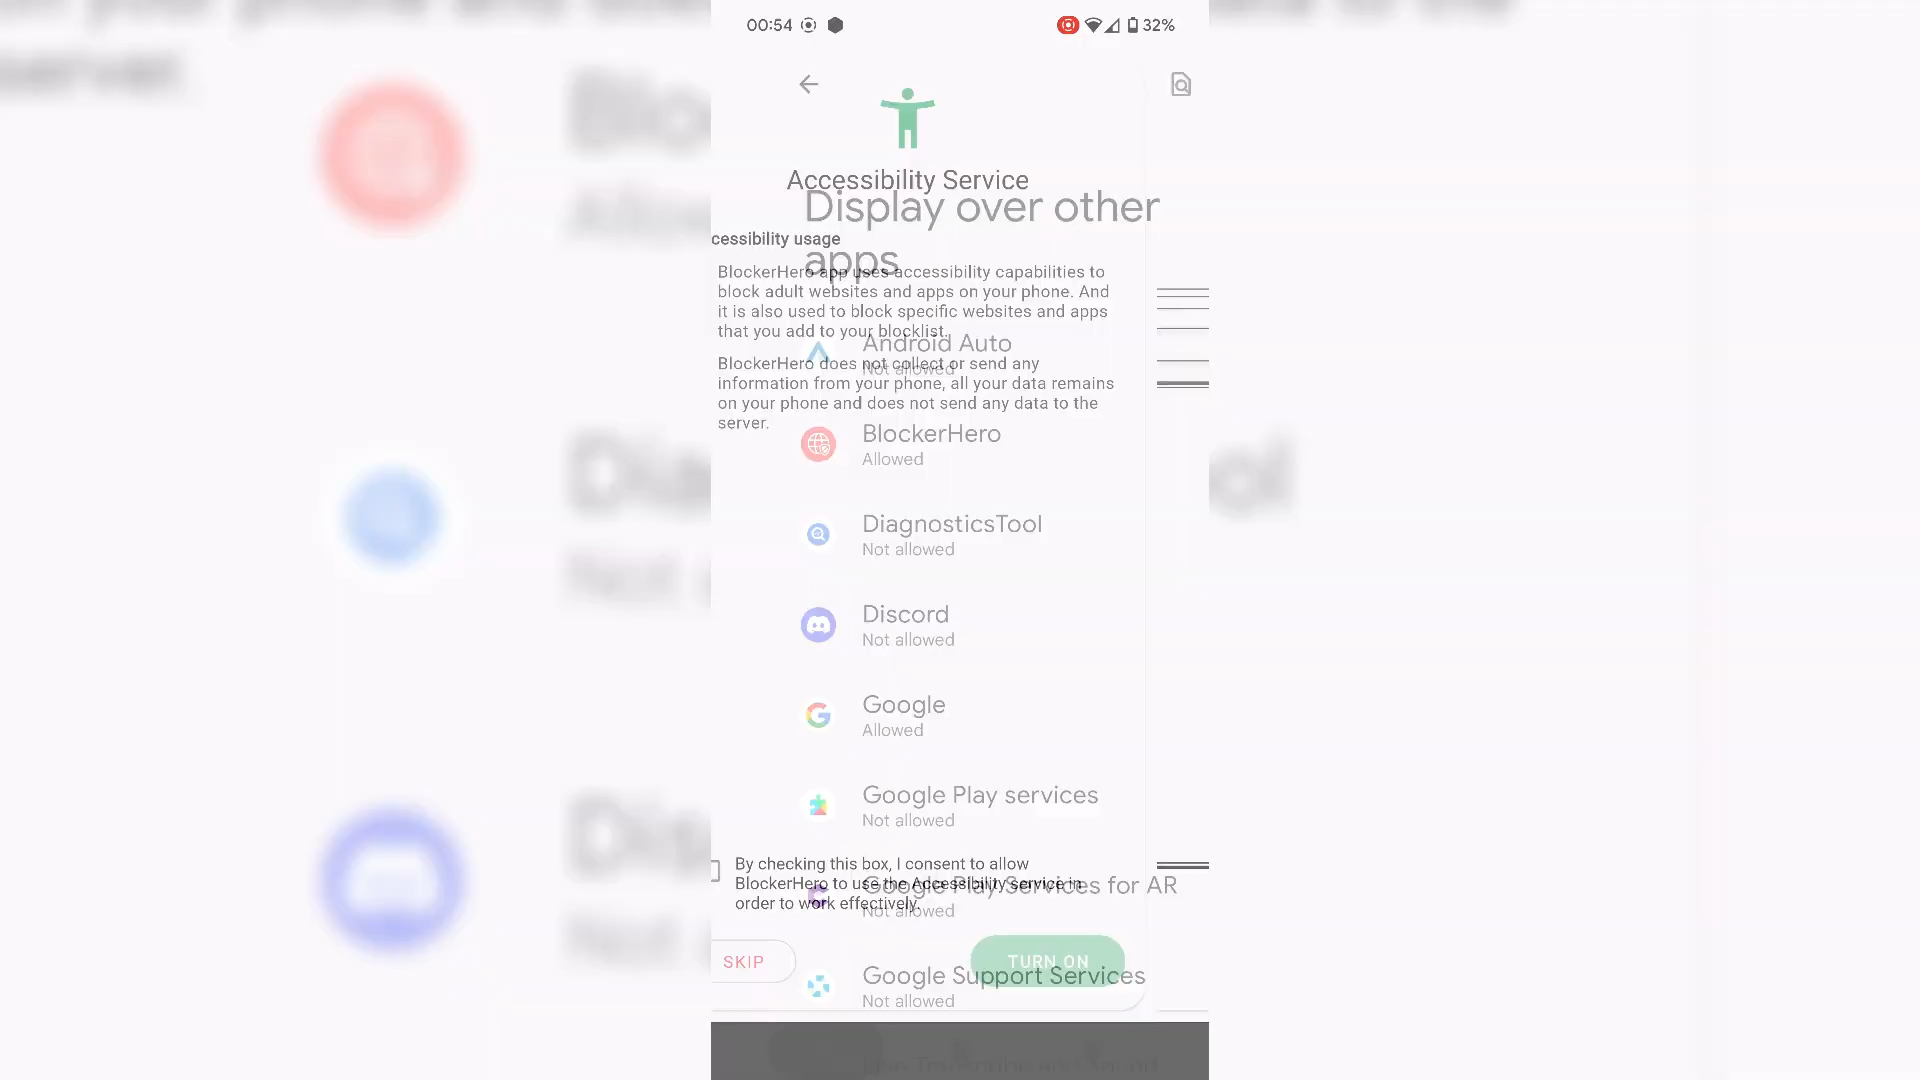 00:54
32%
Accessibility Service
Display over other
apps
cessibility usage
BlockerHero app uses accessibility capabilities to
block adult websites and apps on your phone. And
it is also used to block specific websites and apps
that you add to your blocklist.
Android Auto
Not allowed
BlockerHero does not collect or send any
information from your phone, all your data remains
on your phone and does not send any data to the
server.
BlockerHero
Allowed
DiagnosticsTool
Not allowed
Discord
Not allowed
Google
Allowed
Google Play services
Not allowed
By checking this box, I consent to allow
BlockerHero to use the Accessibility service in
order to work effectively.
Google Play Services for AR
Not allowed
SKIP
TURN ON
Google Support Services
Not allowed